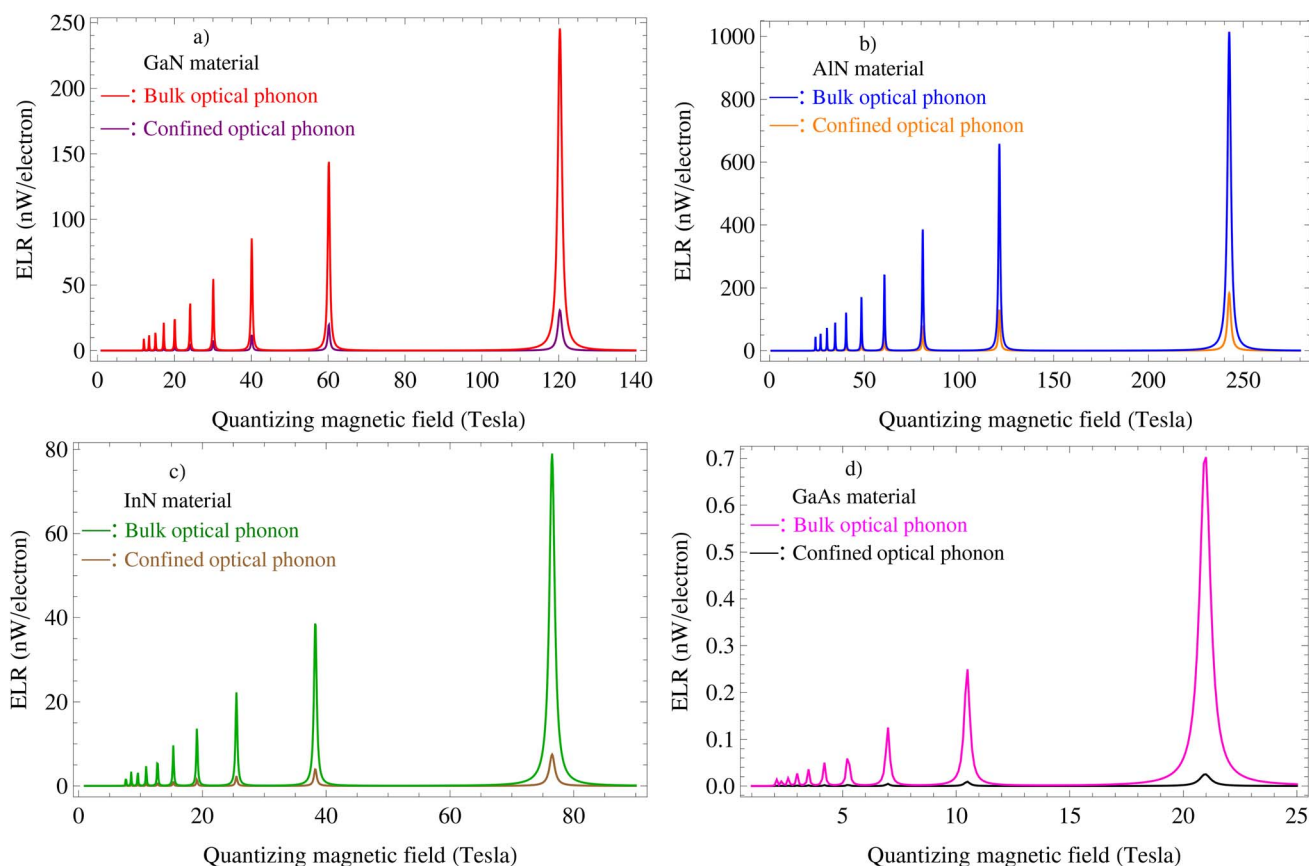 a)
GaN material
: Bulk optical phonon
: Confined optical phonon
ELR (nW/electron)
250
200
150
100
50
0
0 20 40 60 80 100 120 140
Quantizing magnetic field (Tesla)
b)
AlN material
: Bulk optical phonon
: Confined optical phonon
ELR (nW/electron)
1000
800
600
400
200
0
0 50 100 150 200 250
Quantizing magnetic field (Tesla)
c)
InN material
: Bulk optical phonon
: Confined optical phonon
ELR (nW/electron)
80
60
40
20
0
0 20 40 60 80
Quantizing magnetic field (Tesla)
d)
GaAs material
: Bulk optical phonon
: Confined optical phonon
ELR (nW/electron)
0.7
0.6
0.5
0.4
0.3
0.2
0.1
0.0
5 10 15 20 25
Quantizing magnetic field (Tesla)